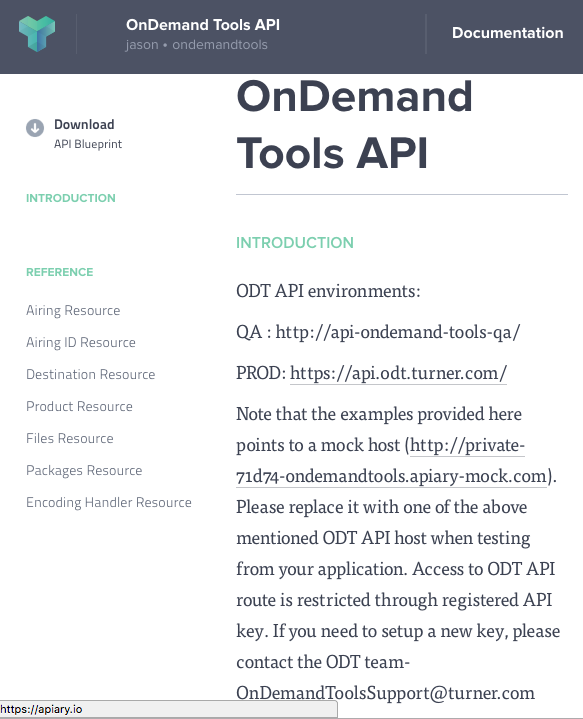 OnDemand Tools API
jason • ondemandtools
Documentation
Download
API Blueprint
INTRODUCTION
REFERENCE
Airing Resource
Airing ID Resource
Destination Resource
Product Resource
Files Resource
Packages Resource
Encoding Handler Resource
OnDemand
Tools API
INTRODUCTION
ODT API environments:
QA : http://api-ondemand-tools-qa/
PROD: https://api.odt.turner.com/
Note that the examples provided here
points to a mock host (http://private-
71d74-ondemandtools.apiary-mock.com).
Please replace it with one of the above
mentioned ODT API host when testing
from your application. Access to ODT API
route is restricted through registered API
key. If you need to setup a new key, please
contact the ODT team-
OnDemandToolsSupport@turner.com
https://apiary.io